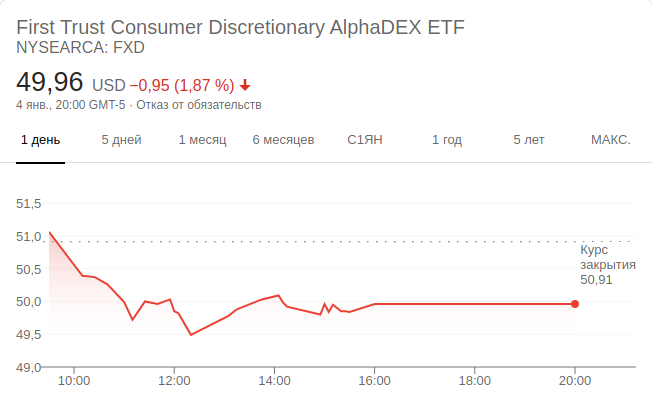 First Trust Consumer Discretionary AlphaDEX ETF
NYSEARCA: FXD
49,96 USD −0,95 (1,87 %)
4 янв., 20:00 GMT-5 · Отказ от обязательств
1 день 5 дней 1 месяц 6 месяцев С1ЯН 1 год 5 лет МАКС.
51,5
51,0
Курс
закрытия
50,91
50,5
50,0
49,5
49,0
10:00 12:00 14:00 16:00 18:00 20:00